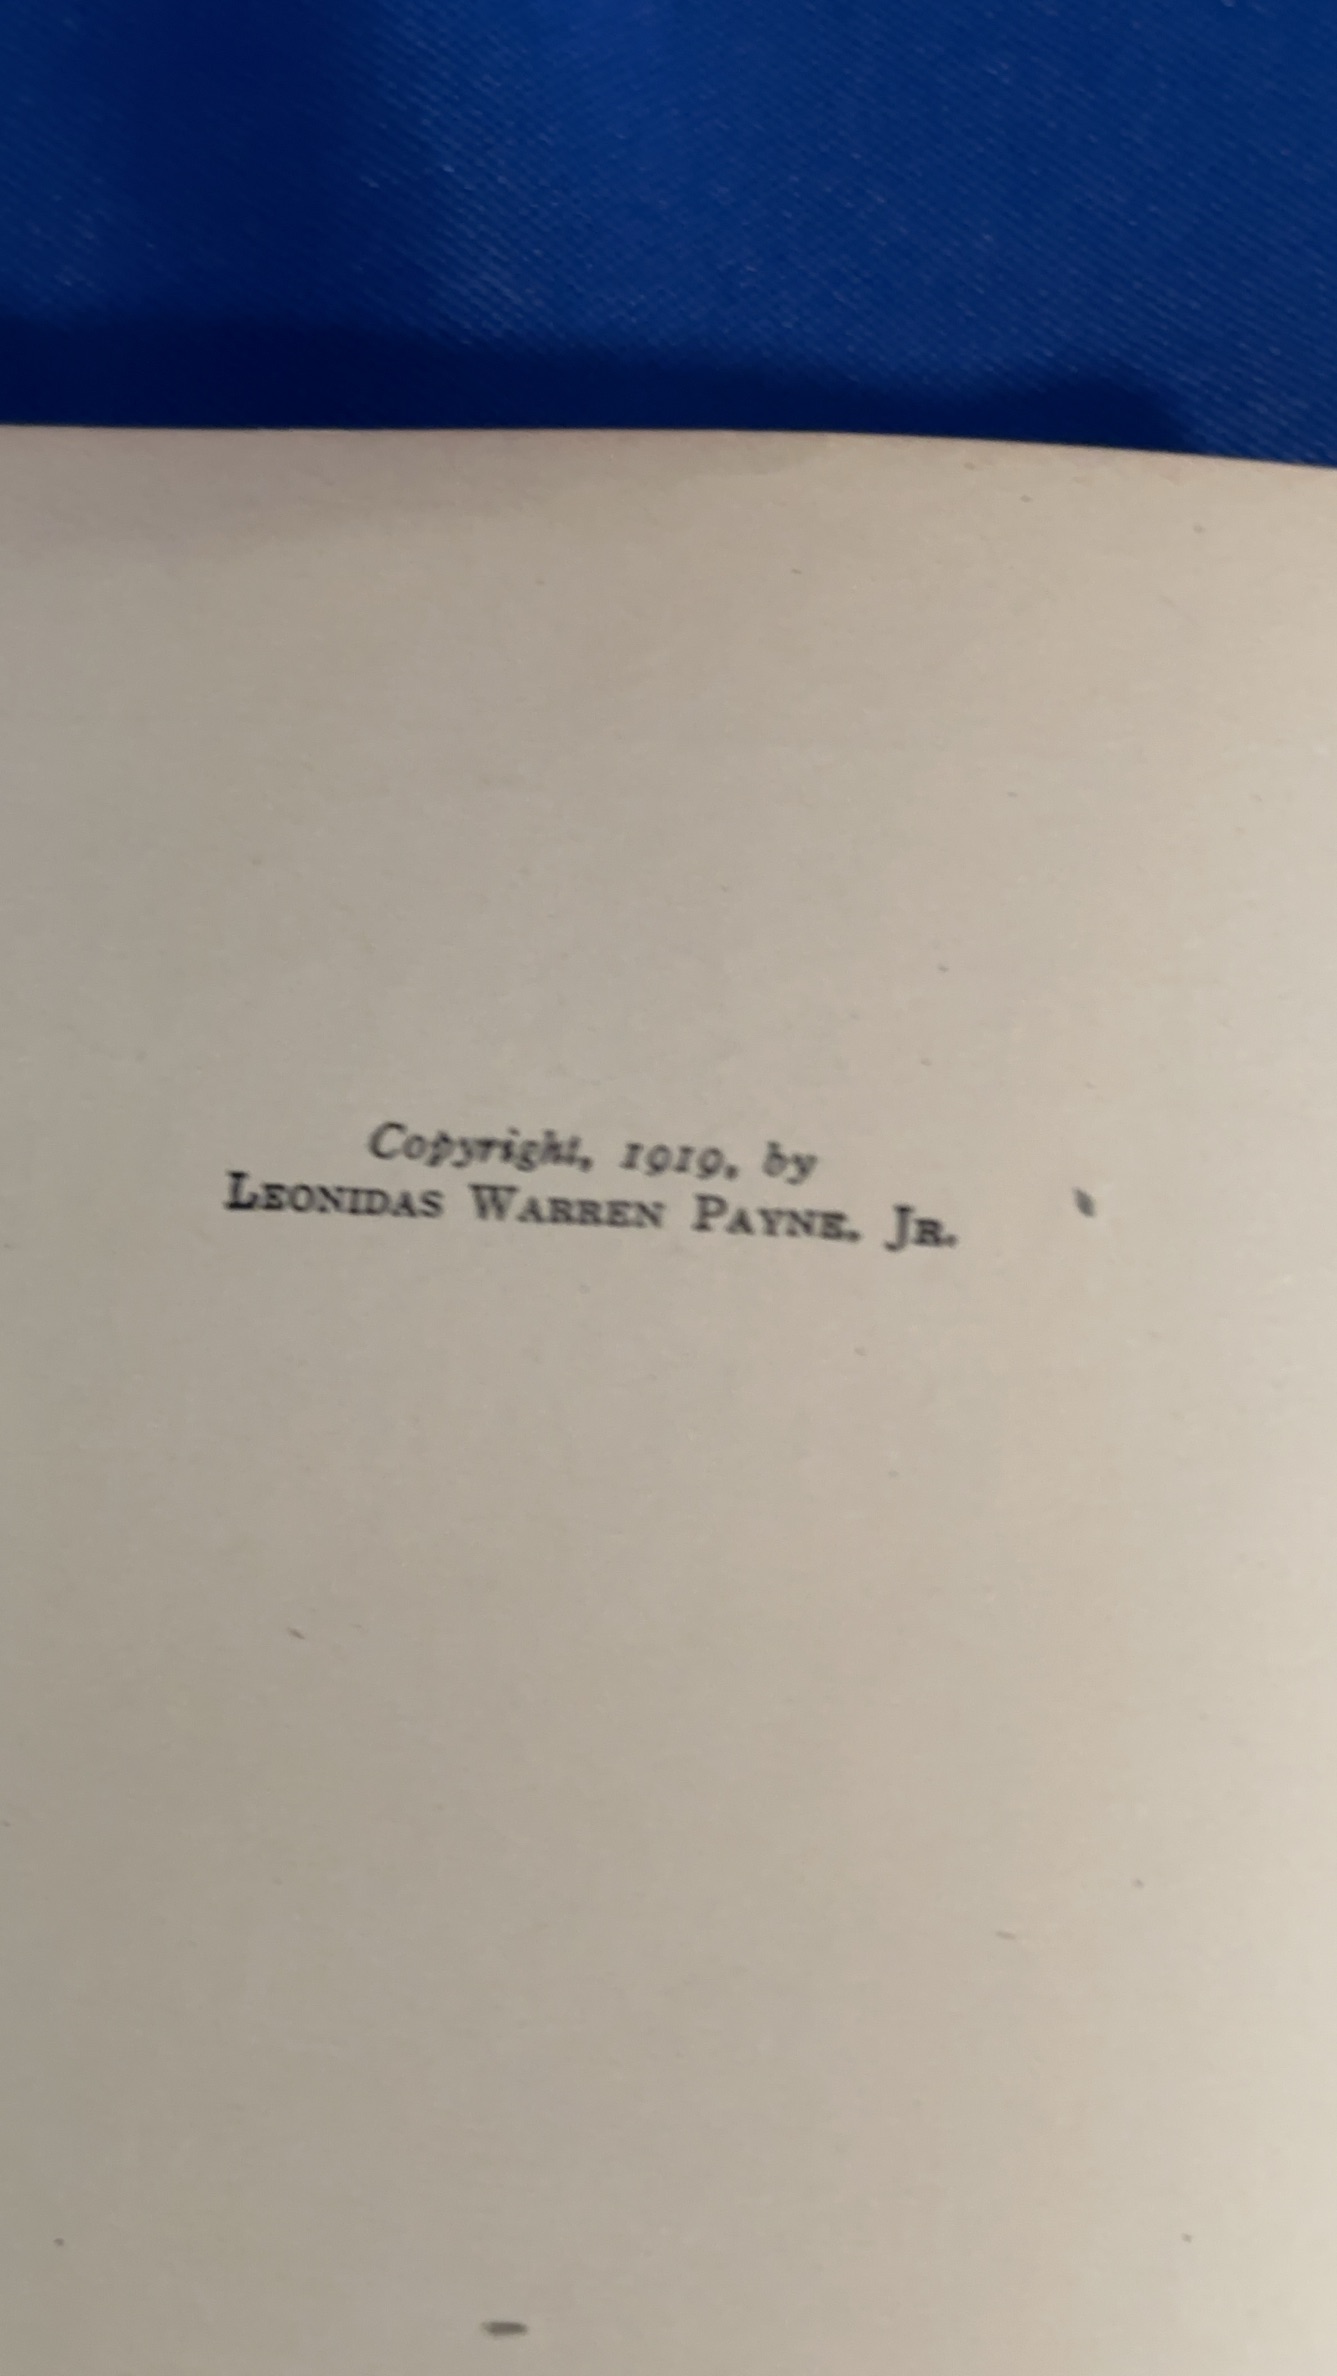 Copyright, 1919, by
Leonidas Warren Payne, Jr.